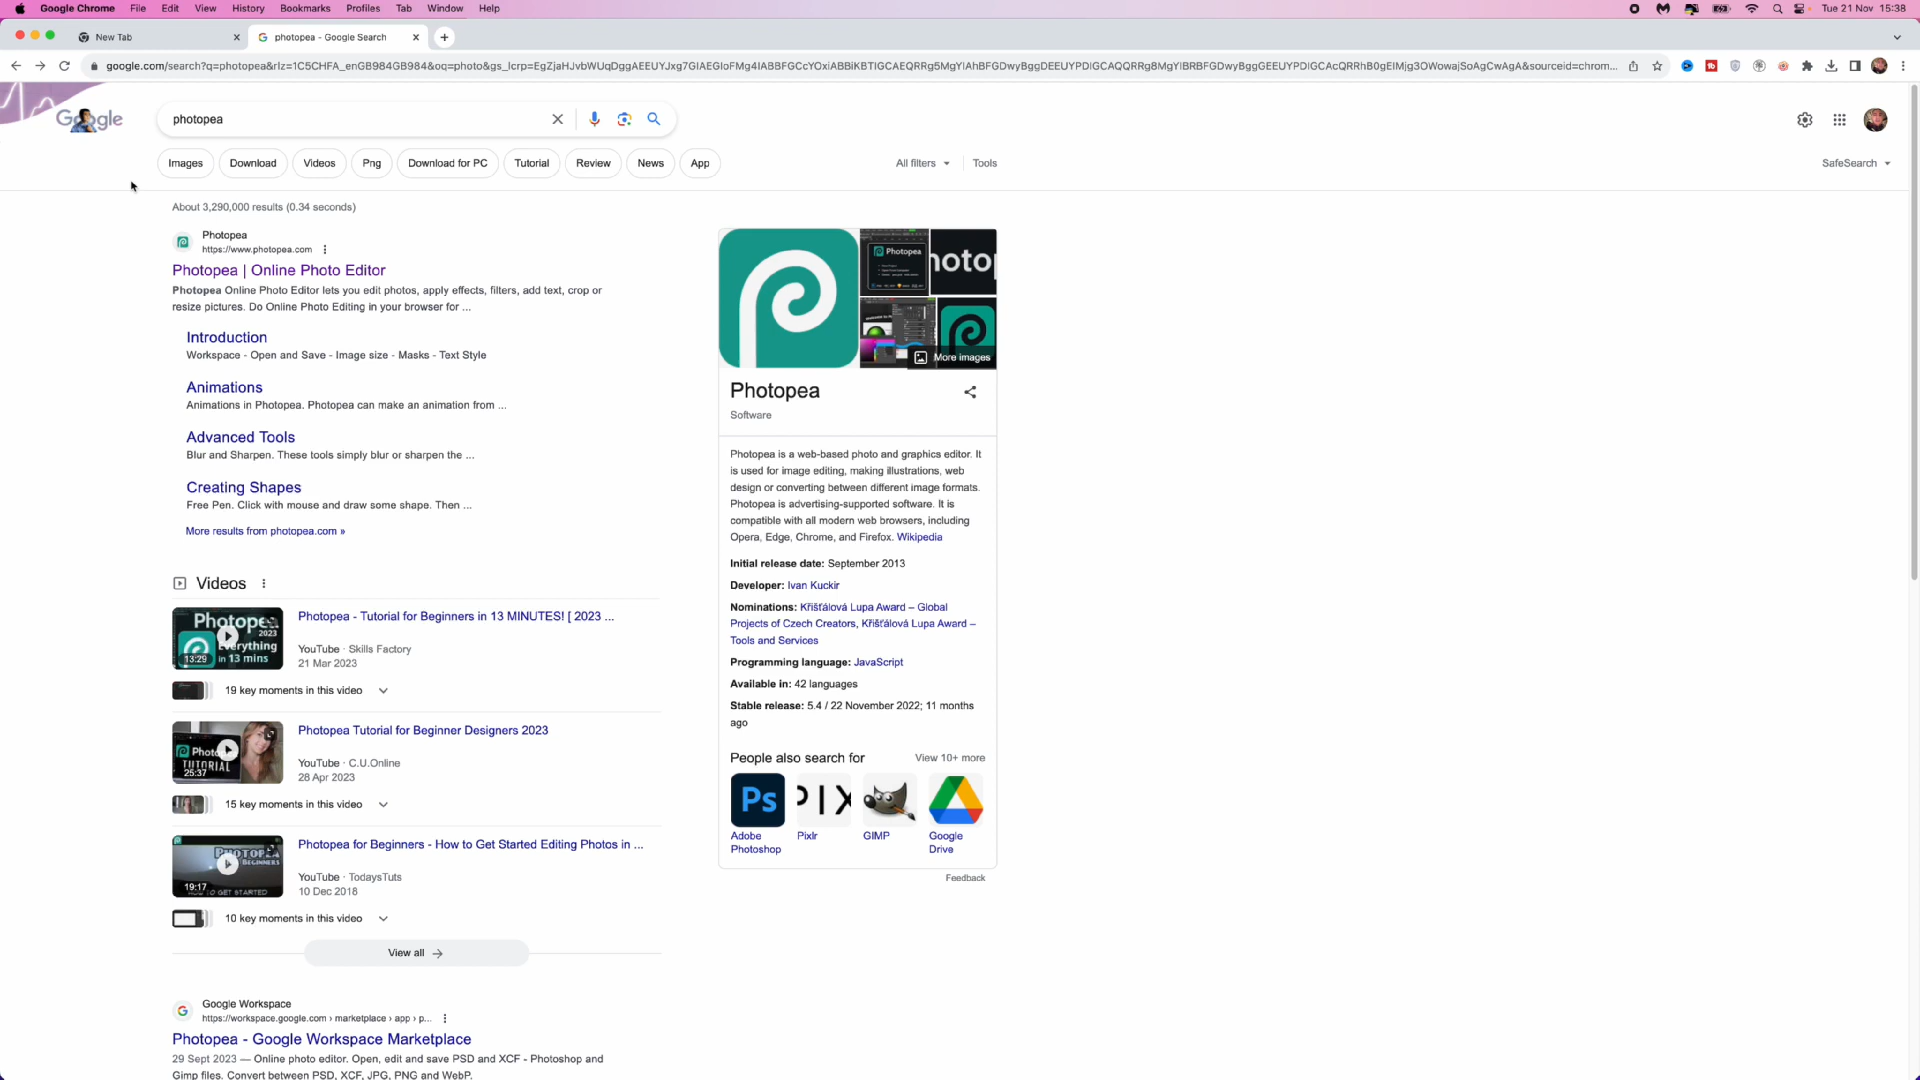 Google Chrome File Edit View History Bookmarks Profiles Tab Window Help Tue 21 Nov 15:38
New Tab photopea - Google Search
google.com/search?q=photopea&rlz=1C5CHFA_enGB984GB984&oq=photo&gs_lcrp=
Google photopea
Images Download Videos Png Download for PC Tutorial Review News App All filters Tools SafeSearch
About 3,290,000 results (0.34 seconds)
Photopea
https://www.photopea.com
Photopea | Online Photo Editor
Photopea Online Photo Editor lets you edit photos, apply effects, filters, add text, crop or
resize pictures. Do Online Photo Editing in your browser for ...
Introduction
Workspace - Open and Save - Image size - Masks - Text Style
Animations
Animations in Photopea. Photopea can make an animation from ...
Advanced Tools
Blur and Sharpen. These tools simply blur or sharpen the ...
Creating Shapes
Free Pen. Click with mouse and draw some shape. Then ...
More results from photopea.com »
Videos
Photopea 2023 Everything in 13 mins 13:29
Photopea - Tutorial for Beginners in 13 MINUTES! [ 2023 ...
YouTube · Skills Factory
21 Mar 2023
19 key moments in this video
TUTORIAL 25:37
Photopea Tutorial for Beginner Designers 2023
YouTube · C.U.Online
28 Apr 2023
15 key moments in this video
PHOTOPEA BEGINNERS 19:17 HOW TO GET STARTED
Photopea for Beginners - How to Get Started Editing Photos in ...
YouTube · TodaysTuts
10 Dec 2018
10 key moments in this video
View all
Google Workspace
https://workspace.google.com › marketplace › app › p...
Photopea - Google Workspace Marketplace
29 Sept 2023 — Online photo editor. Open, edit and save PSD and XCF - Photoshop and
Gimp files. Convert between PSD, XCF, JPG, PNG and WebP.
Photopea
hoto
More images
Photopea
Software
Photopea is a web-based photo and graphics editor. It
is used for image editing, making illustrations, web
design or converting between different image formats.
Photopea is advertising-supported software. It is
compatible with all modern web browsers, including
Opera, Edge, Chrome, and Firefox. Wikipedia
Initial release date: September 2013
Developer: Ivan Kuckir
Nominations: Křišťálová Lupa Award – Global
Projects of Czech Creators, Křišťálová Lupa Award –
Tools and Services
Programming language: JavaScript
Available in: 42 languages
Stable release: 5.4 / 22 November 2022; 11 months
ago
People also search for View 10+ more
Ps PIX
Adobe Pixlr GIMP Google
Photoshop Drive
Feedback